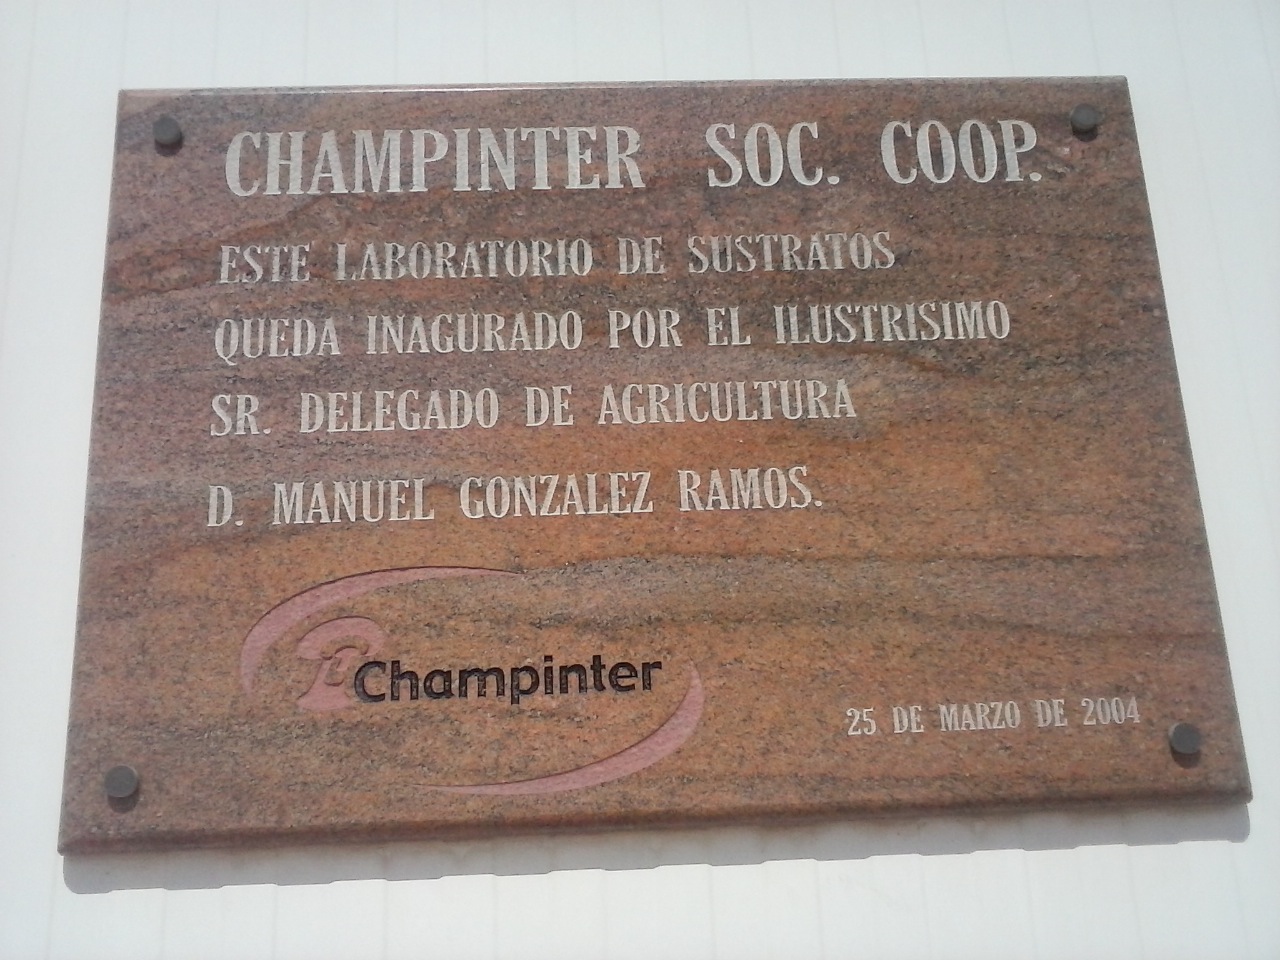 CHAMPINTER SOC. COOP.
ESTE LABORATORIO DE SUSTRATOS
QUEDA INAGURADO POR EL ILUSTRISIMO
SR. DELEGADO DE AGRICULTURA
D. MANUEL GONZALEZ RAMOS.
Champinter
25 DE MARZO DE 2004